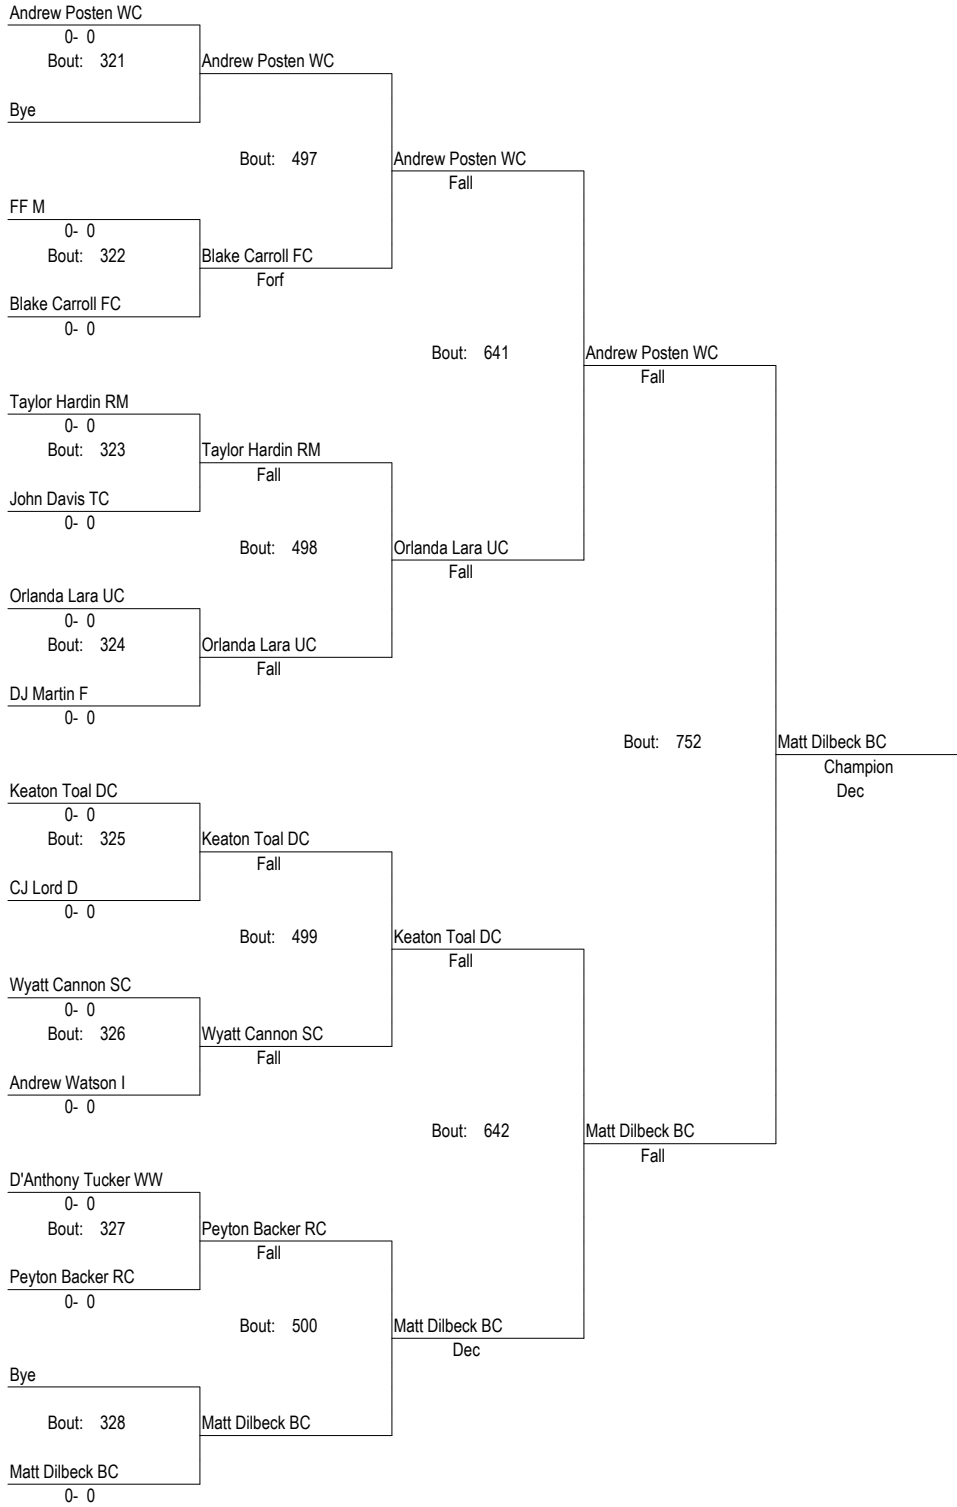 Andrew Posten WC
0- 0
Bout: 321
Andrew Posten WC
Bye
Bout: 497
Andrew Posten WC
Fall
FF M
0- 0
Bout: 322
Blake Carroll FC
Forf
Blake Carroll FC
0- 0
Bout: 641
Andrew Posten WC
Fall
Taylor Hardin RM
0- 0
Bout: 323
Taylor Hardin RM
Fall
John Davis TC
0- 0
Bout: 498
Orlanda Lara UC
Fall
Orlanda Lara UC
0- 0
Bout: 324
Orlanda Lara UC
Fall
DJ Martin F
0- 0
Bout: 752
Matt Dilbeck BC
Champion
Dec
Keaton Toal DC
0- 0
Bout: 325
Keaton Toal DC
Fall
CJ Lord D
0- 0
Bout: 499
Keaton Toal DC
Fall
Wyatt Cannon SC
0- 0
Bout: 326
Wyatt Cannon SC
Fall
Andrew Watson I
0- 0
Bout: 642
Matt Dilbeck BC
Fall
D'Anthony Tucker WW
0- 0
Bout: 327
Peyton Backer RC
Fall
Peyton Backer RC
0- 0
Bout: 500
Matt Dilbeck BC
Dec
Bye
Bout: 328
Matt Dilbeck BC
Matt Dilbeck BC
0- 0